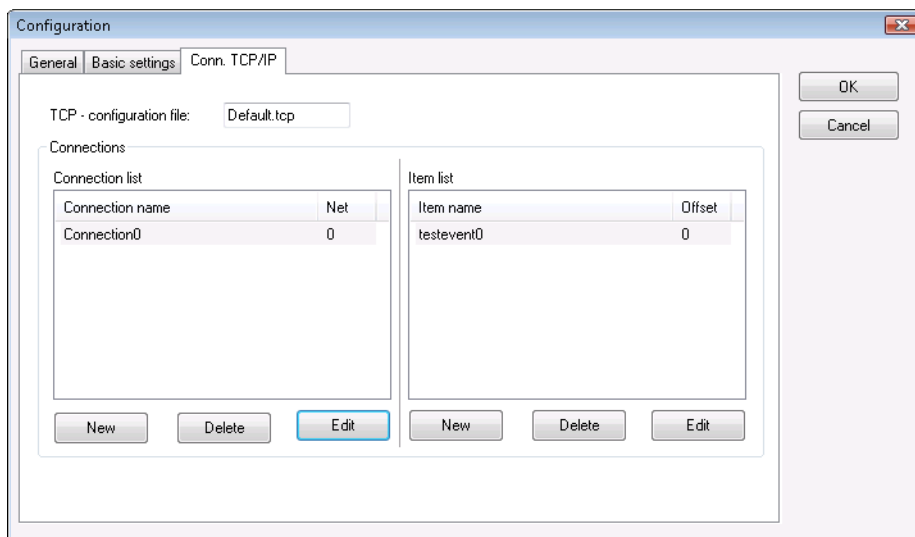 Configuration
General Basic settings Conn. TCP/IP
OK
Cancel
TCP - configuration file: Default.tcp
Connections
Connection list
Connection name Net
Connection0 0
New Delete Edit
Item list
Item name Offset
testevent0 0
New Delete Edit